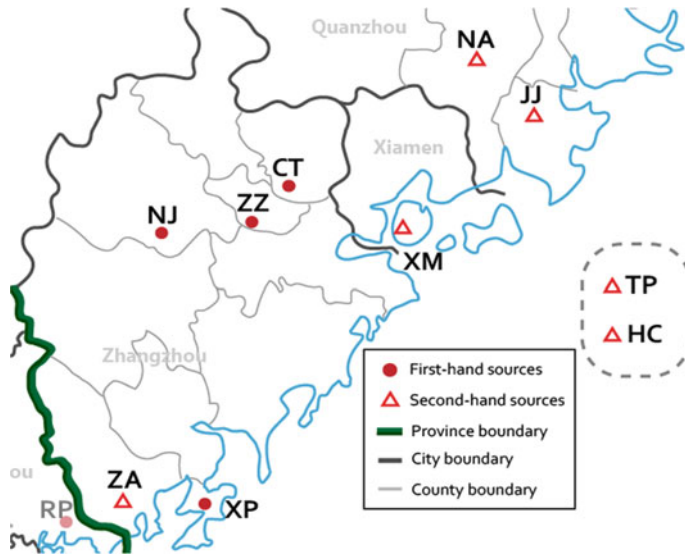 Quanzhou
NA
JJ
Xiamen
CT
ZZ
NJ
XM
TP
HC
Zhangzhou
First-hand sources
Second-hand sources
Province boundary
City boundary
County boundary
ZA
XP
ou
RP